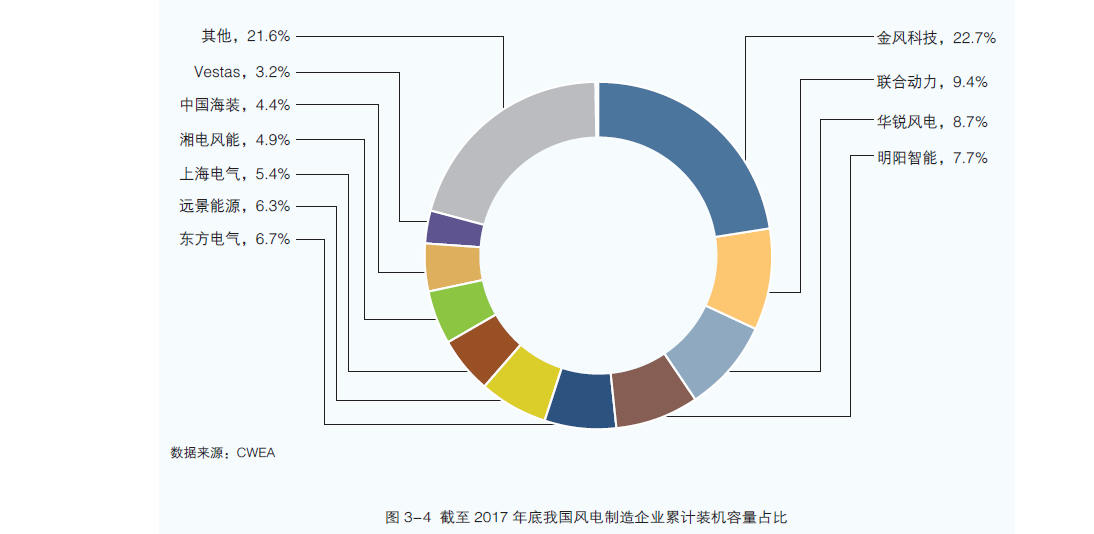 其他，21.6%
Vestas，3.2%
中国海装，4.4%
湘电风能，4.9%
上海电气，5.4%
远景能源，6.3%
东方电气，6.7%
金风科技，22.7%
联合动力，9.4%
华锐风电，8.7%
明阳智能，7.7%
数据来源：CWEA
图 3-4 截至 2017 年底我国风电制造企业累计装机容量占比